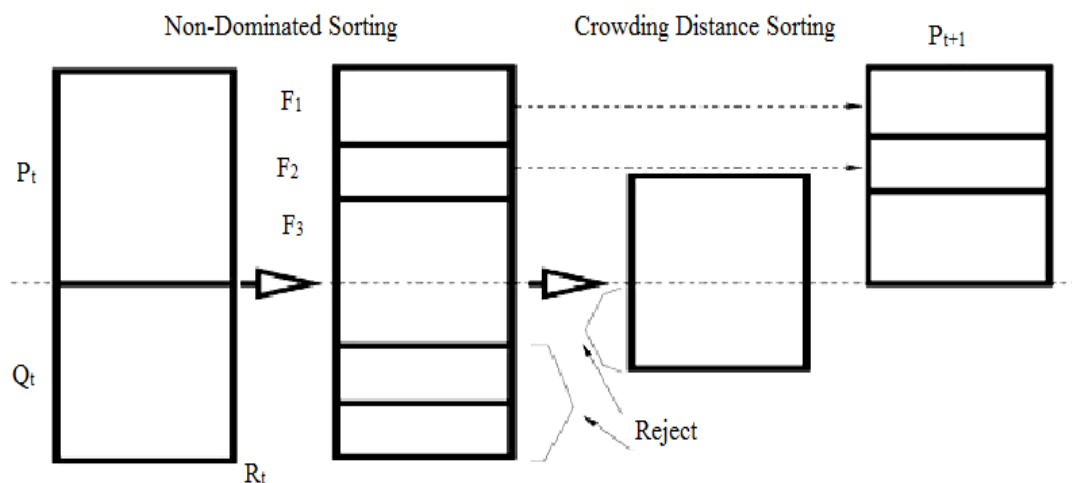 Non-Dominated Sorting
Crowding Distance Sorting
Pt+1
F1
F2
Pt
F3
Qt
Reject
Rt